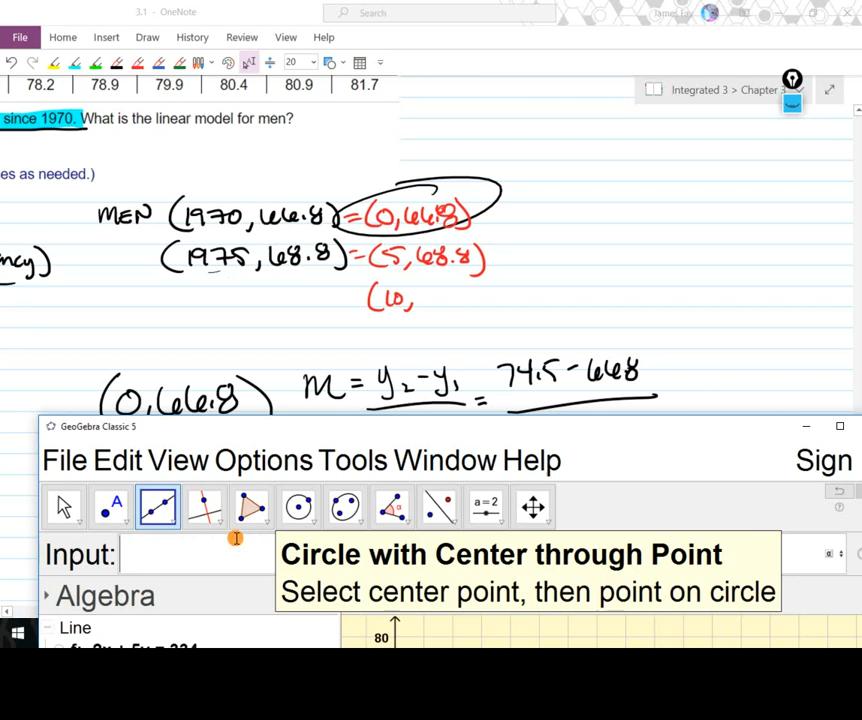 3.1 - OneNote
Search
James Fay
File Home Insert Draw History Review View Help
20
78.2 78.9 79.9 80.4 80.9 81.7
Integrated 3 > Chapter 3
since 1970. What is the linear model for men?
es as needed.)
MEN (1970, 66.8) = (0, 66.8)
ncy) (1975, 68.8) = (5, 68.8)
(10,
(0, 66.8) m = y₂ - y₁ = 74.5 - 66.8
GeoGebra Classic 5
File Edit View Options Tools Window Help Sign
A a=2
Input:
Circle with Center through Point
Select center point, then point on circle
Algebra
Line
80